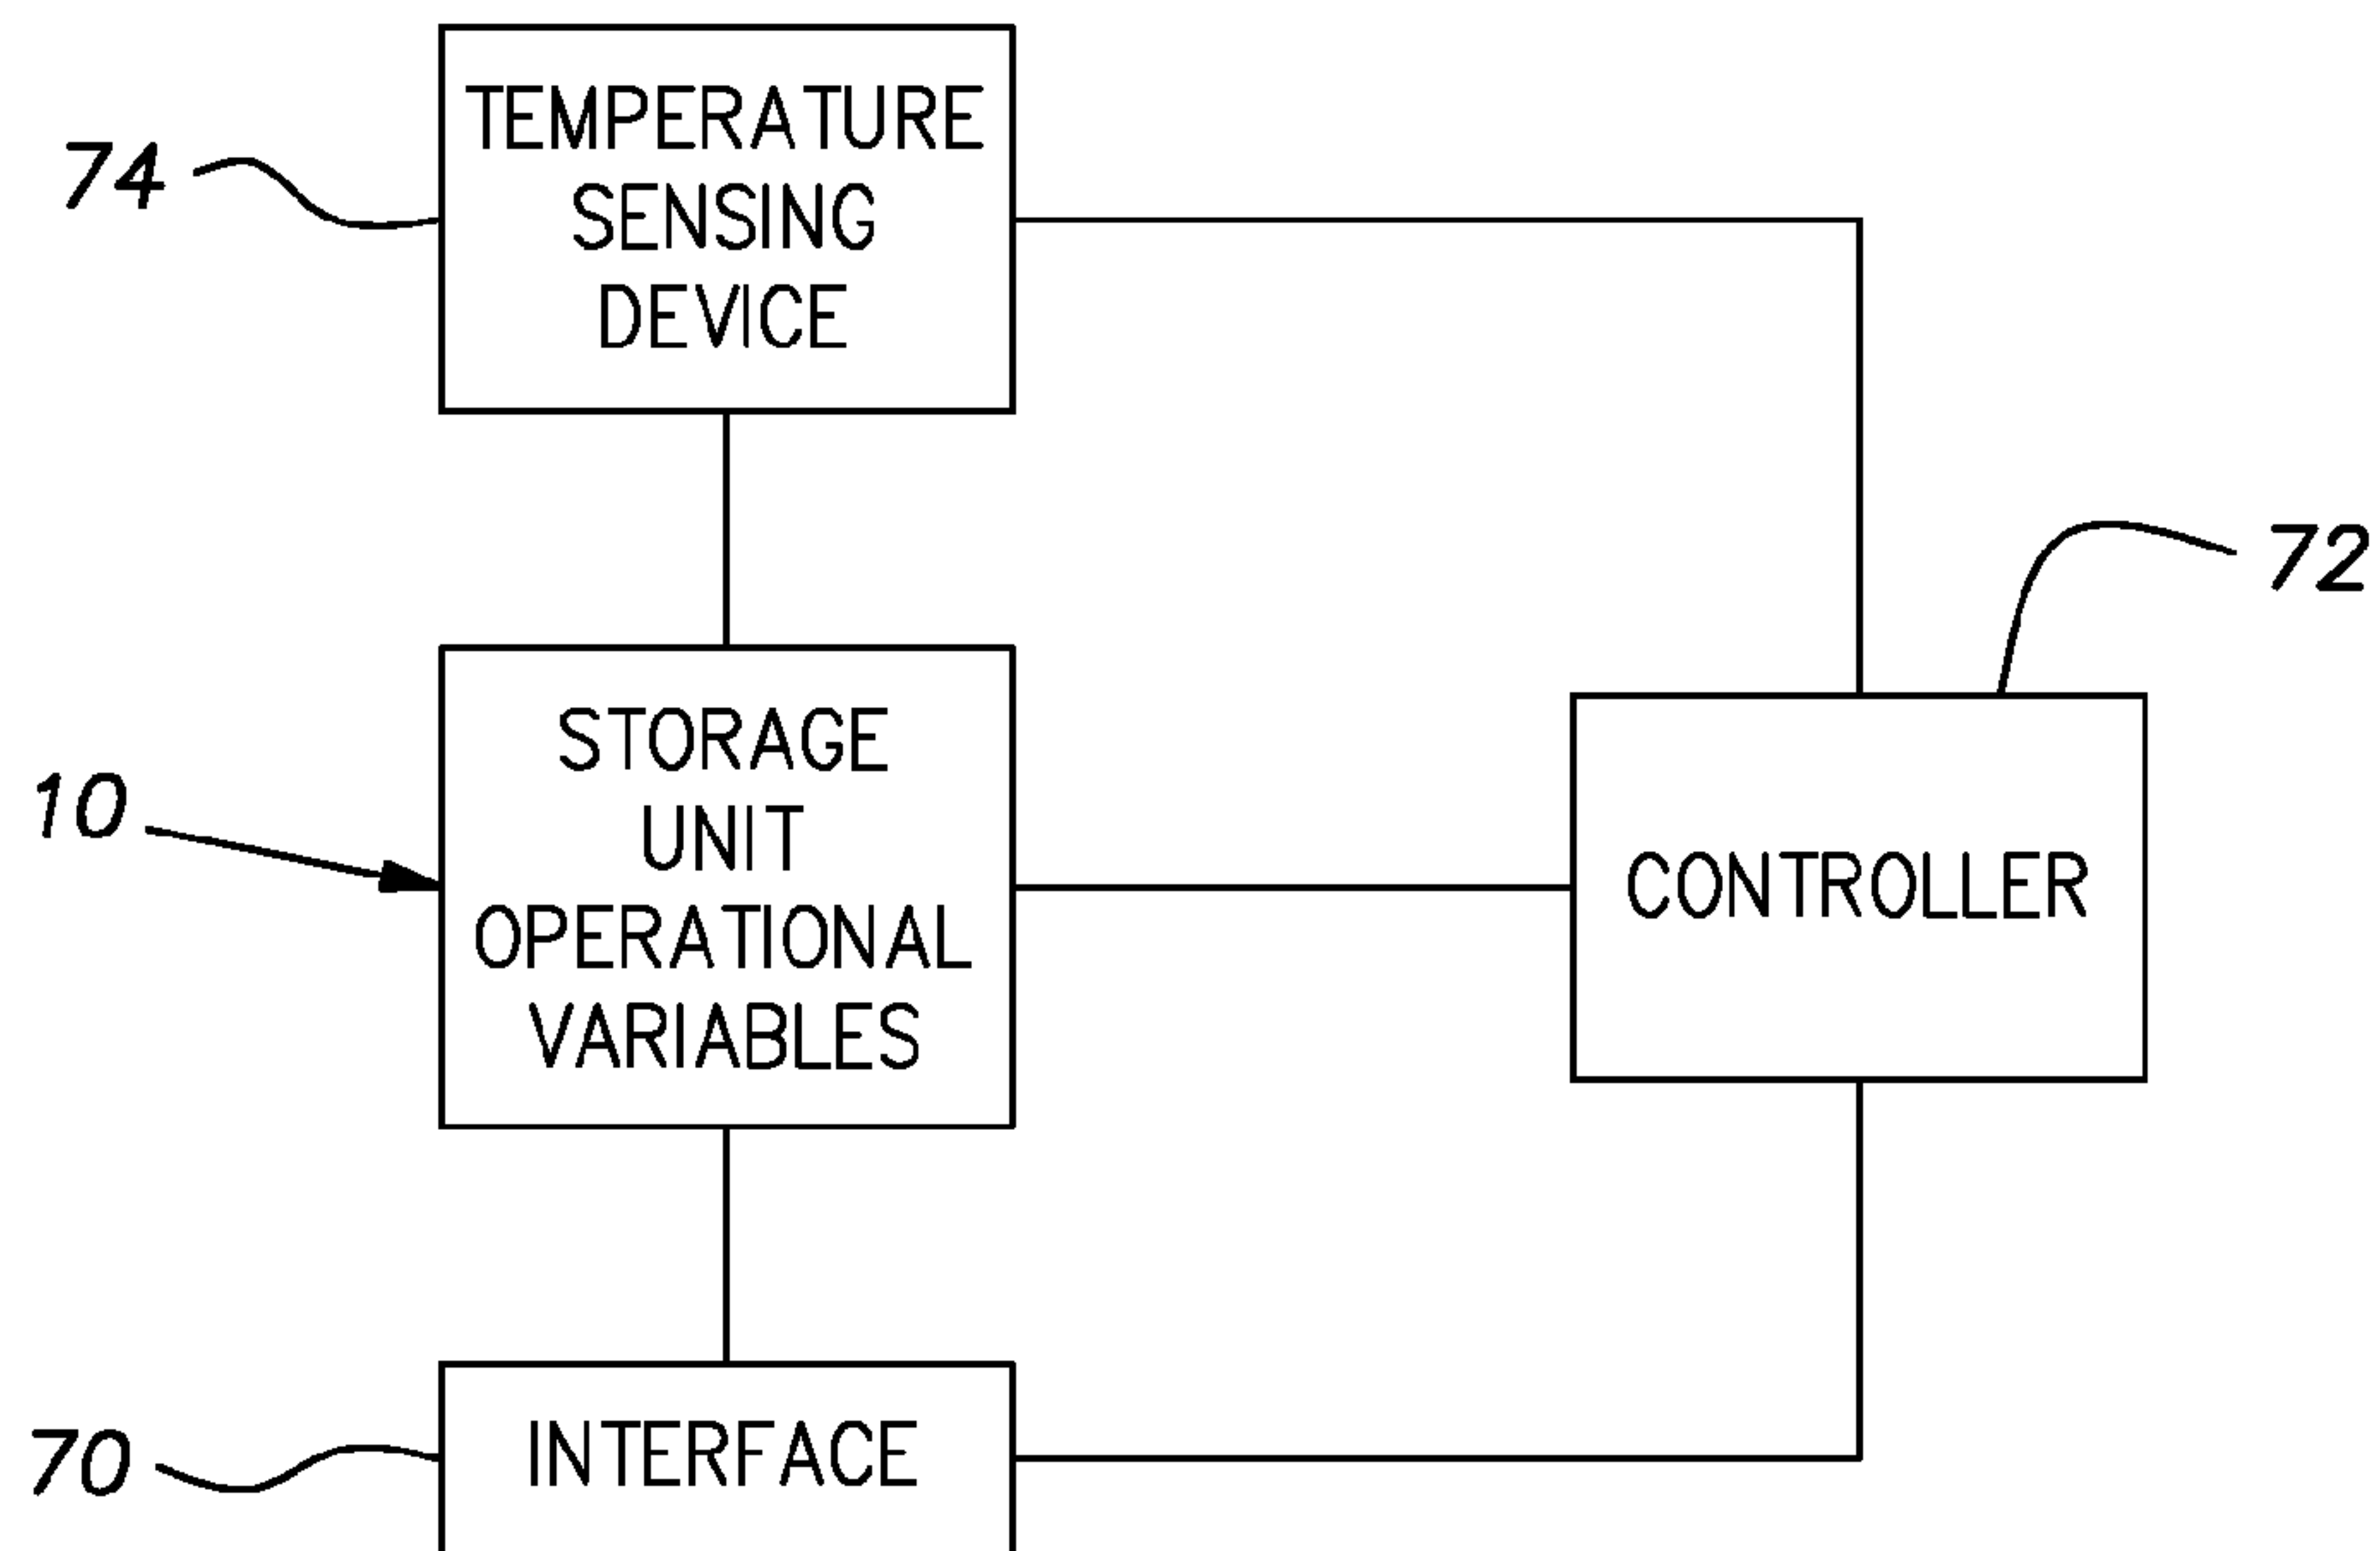 TEMPERATURE
SENSING
DEVICE
74
72
STORAGE
UNIT
OPERATIONAL
VARIABLES
10
CONTROLLER
INTERFACE
70